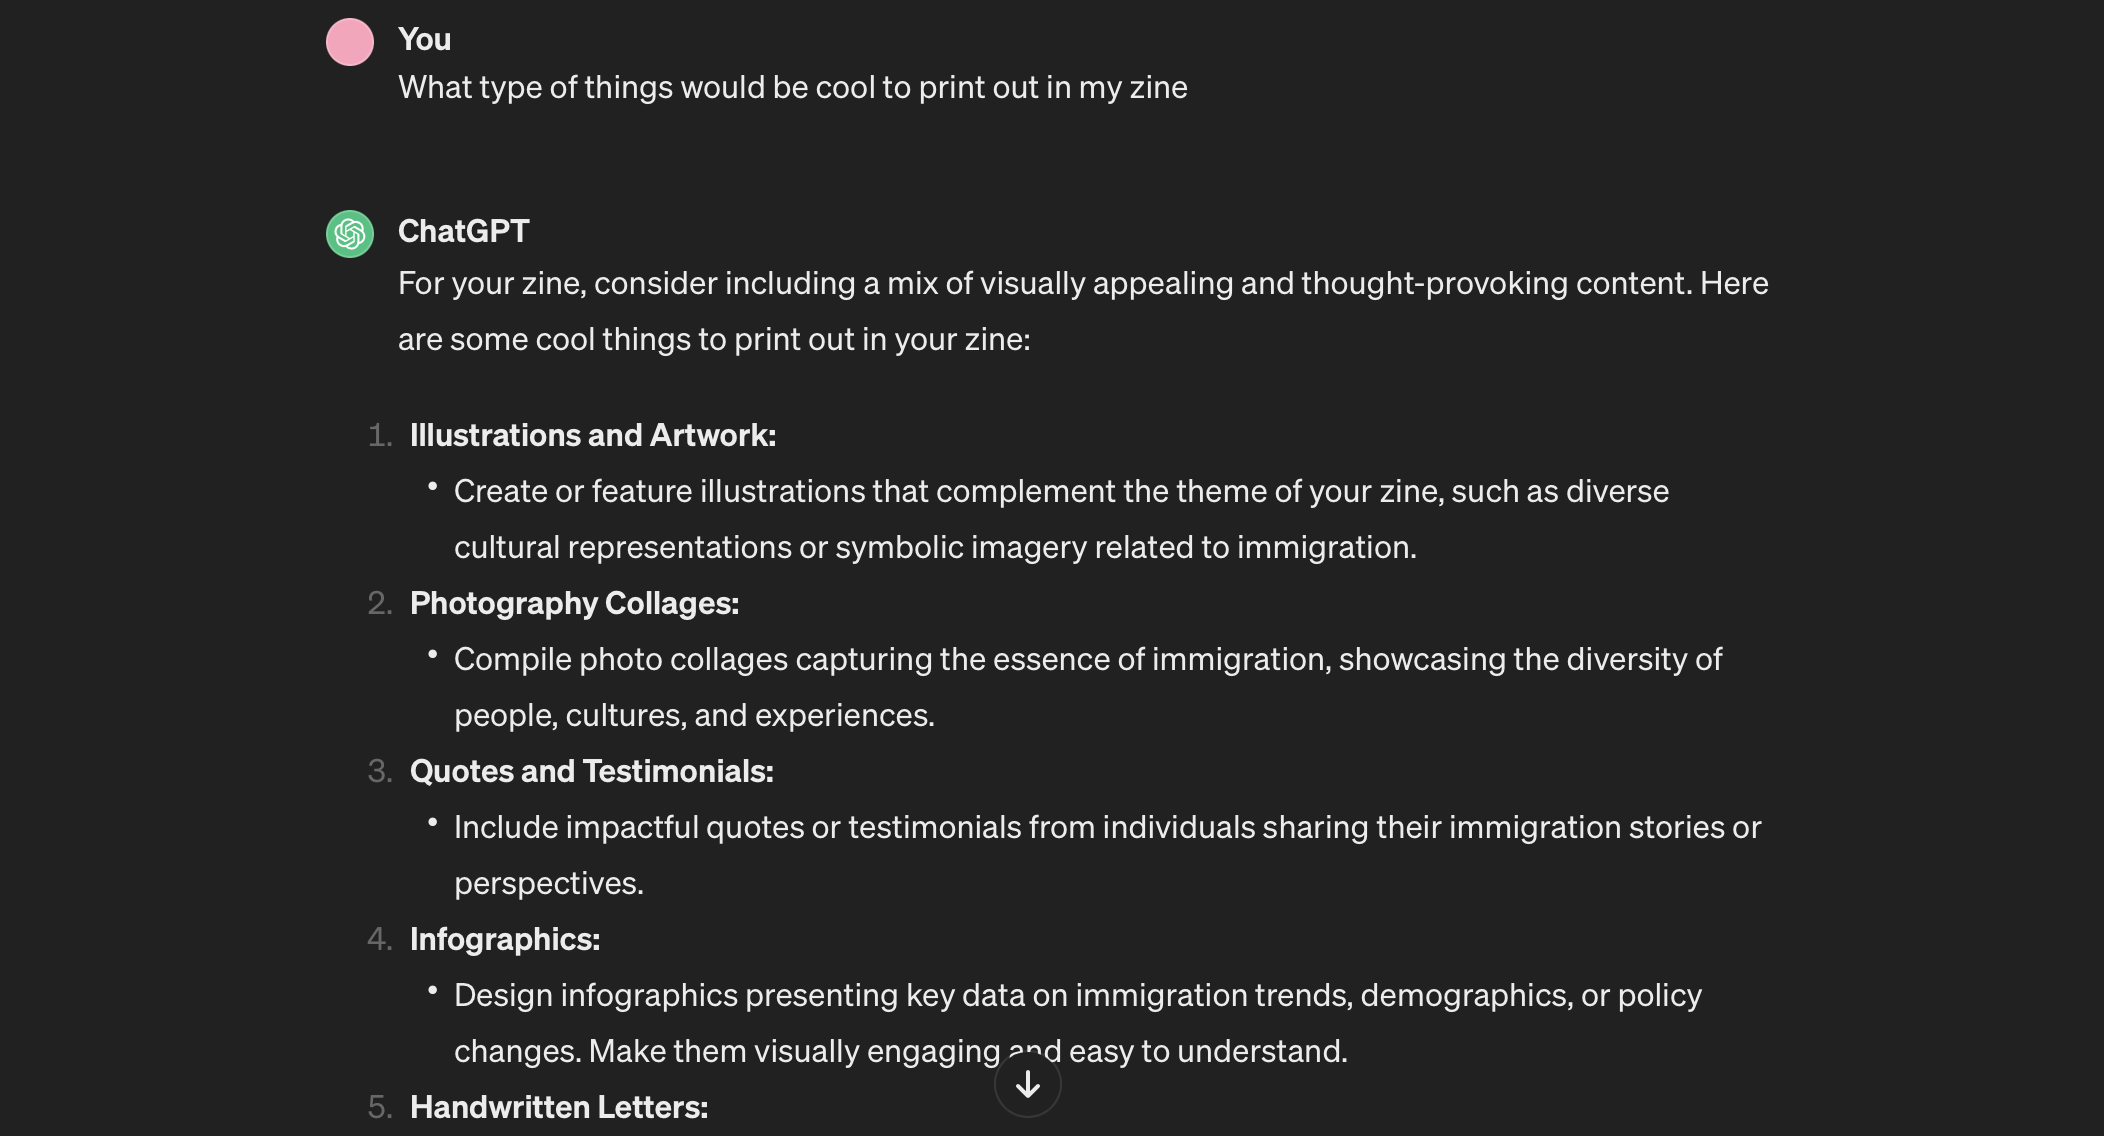 You
What type of things would be cool to print out in my zine
ChatGPT
For your zine, consider including a mix of visually appealing and thought-provoking content. Here
are some cool things to print out in your zine:
1. Illustrations and Artwork:
• Create or feature illustrations that complement the theme of your zine, such as diverse
cultural representations or symbolic imagery related to immigration.
2. Photography Collages:
• Compile photo collages capturing the essence of immigration, showcasing the diversity of
people, cultures, and experiences.
3. Quotes and Testimonials:
• Include impactful quotes or testimonials from individuals sharing their immigration stories or
perspectives.
4. Infographics:
• Design infographics presenting key data on immigration trends, demographics, or policy
changes. Make them visually engaging and easy to understand.
5. Handwritten Letters: